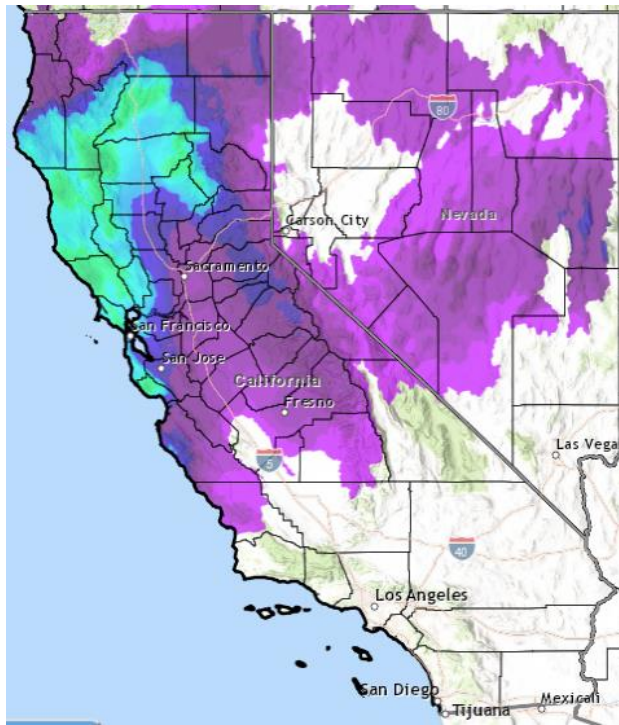 80
Carson City
Nevada
Sacramento
San Francisco
San Jose
California
Fresno
5
Las Vega
40
Los Angeles
San Diego
Tijuana
Mexicali